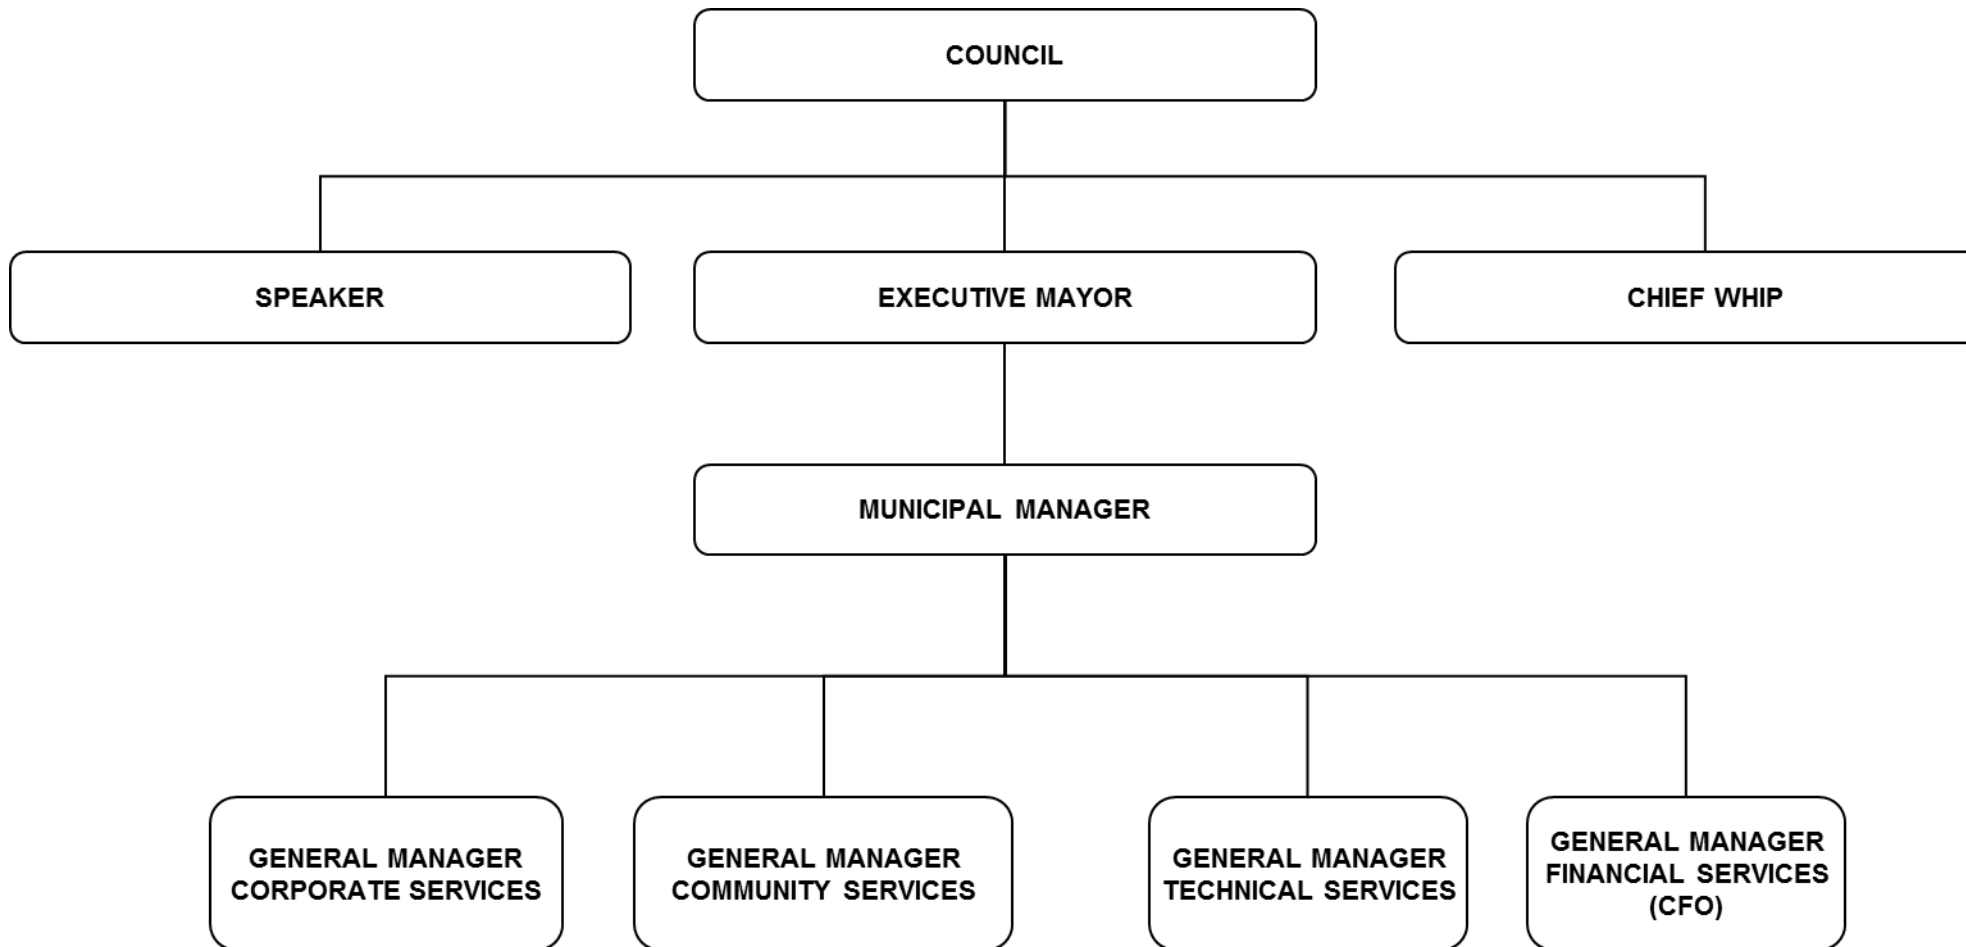 COUNCIL
SPEAKER
EXECUTIVE MAYOR
CHIEF WHIP
MUNICIPAL MANAGER
GENERAL MANAGER
CORPORATE SERVICES
GENERAL MANAGER
COMMUNITY SERVICES
GENERAL MANAGER
TECHNICAL SERVICES
GENERAL MANAGER
FINANCIAL SERVICES
(CFO)